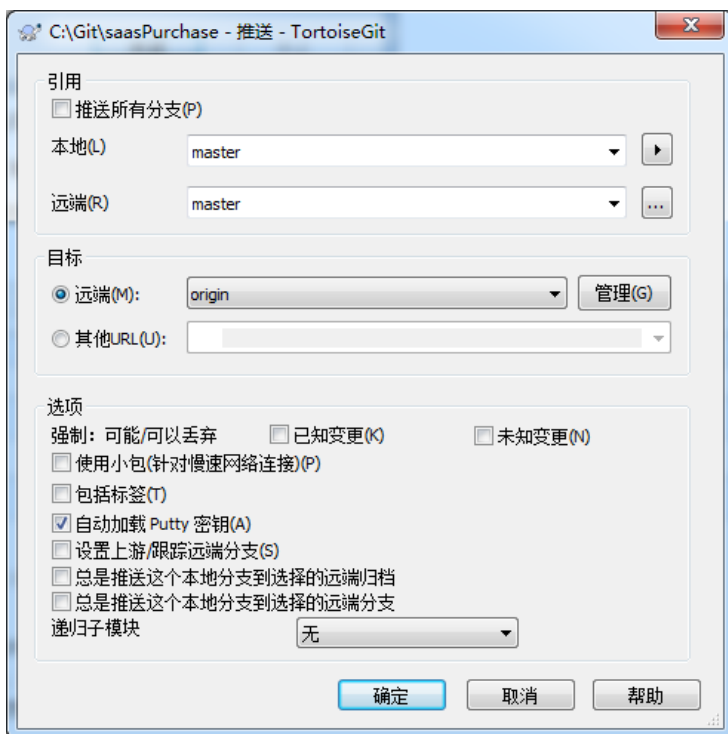 C:\Git\saasPurchase - 推送 - TortoiseGit
引用
推送所有分支(P)
本地(L) master
远端(R) master ...
目标
远端(M): origin 管理(G)
其他URL(U):
选项
强制：可能/可以丢弃 已知变更(K) 未知变更(N)
使用小包(针对慢速网络连接)(P)
包括标签(T)
自动加载 Putty 密钥(A)
设置上游/跟踪远端分支(S)
总是推送这个本地分支到选择的远端归档
总是推送这个本地分支到选择的远端分支
递归子模块 无
确定 取消 帮助